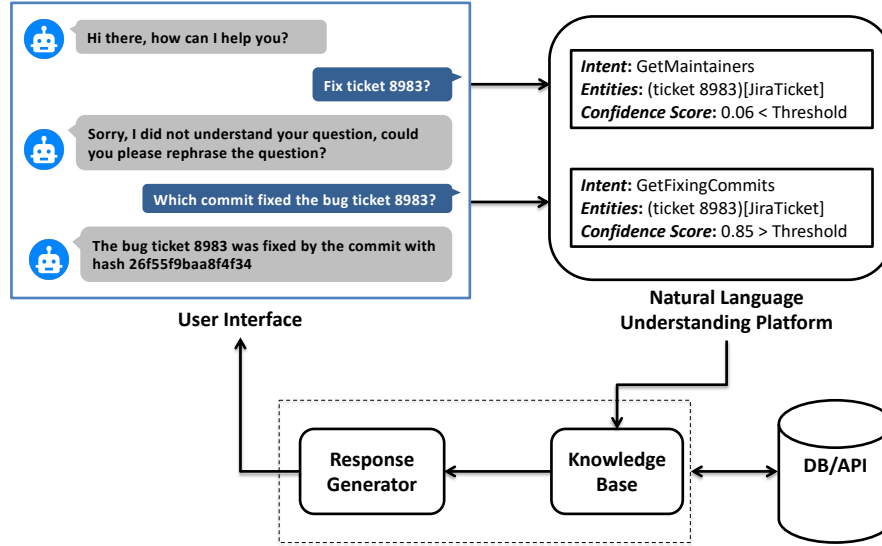 Hi there, how can I help you?
Fix ticket 8983?
Sorry, I did not understand your question, could
you please rephrase the question?
Which commit fixed the bug ticket 8983?
The bug ticket 8983 was fixed by the commit with
hash 26f55f9baa8f4f34
User Interface
Intent: GetMaintainers
Entities: (ticket 8983)[JiraTicket]
Confidence Score: 0.06 < Threshold
Intent: GetFixingCommits
Entities: (ticket 8983)[JiraTicket]
Confidence Score: 0.85 > Threshold
Natural Language
Understanding Platform
Response
Generator
Knowledge
Base
DB/API